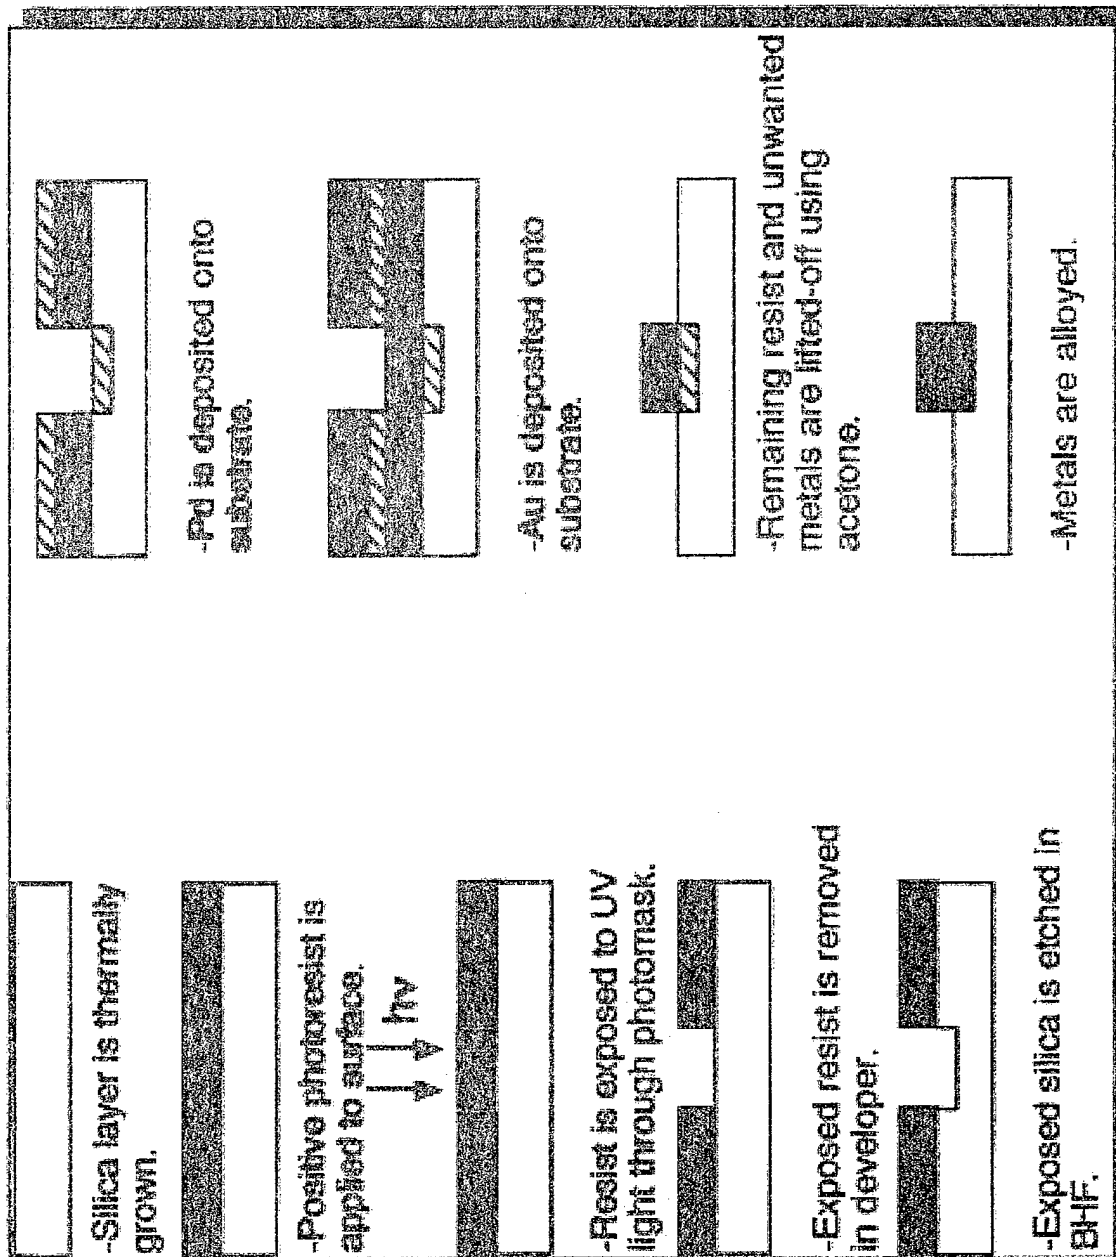 -Silica layer is thermally
grown.
-Positive photoresist is
applied to surface.
hν
-Resist is exposed to UV
light through photomask.
-Exposed resist is removed
in developer.
-Exposed silica is etched in
BHF.
-Pd is deposited onto
substrate.
-Au is deposited onto
substrate.
-Remaining resist and unwanted
metals are lifted-off using
acetone.
-Metals are alloyed.